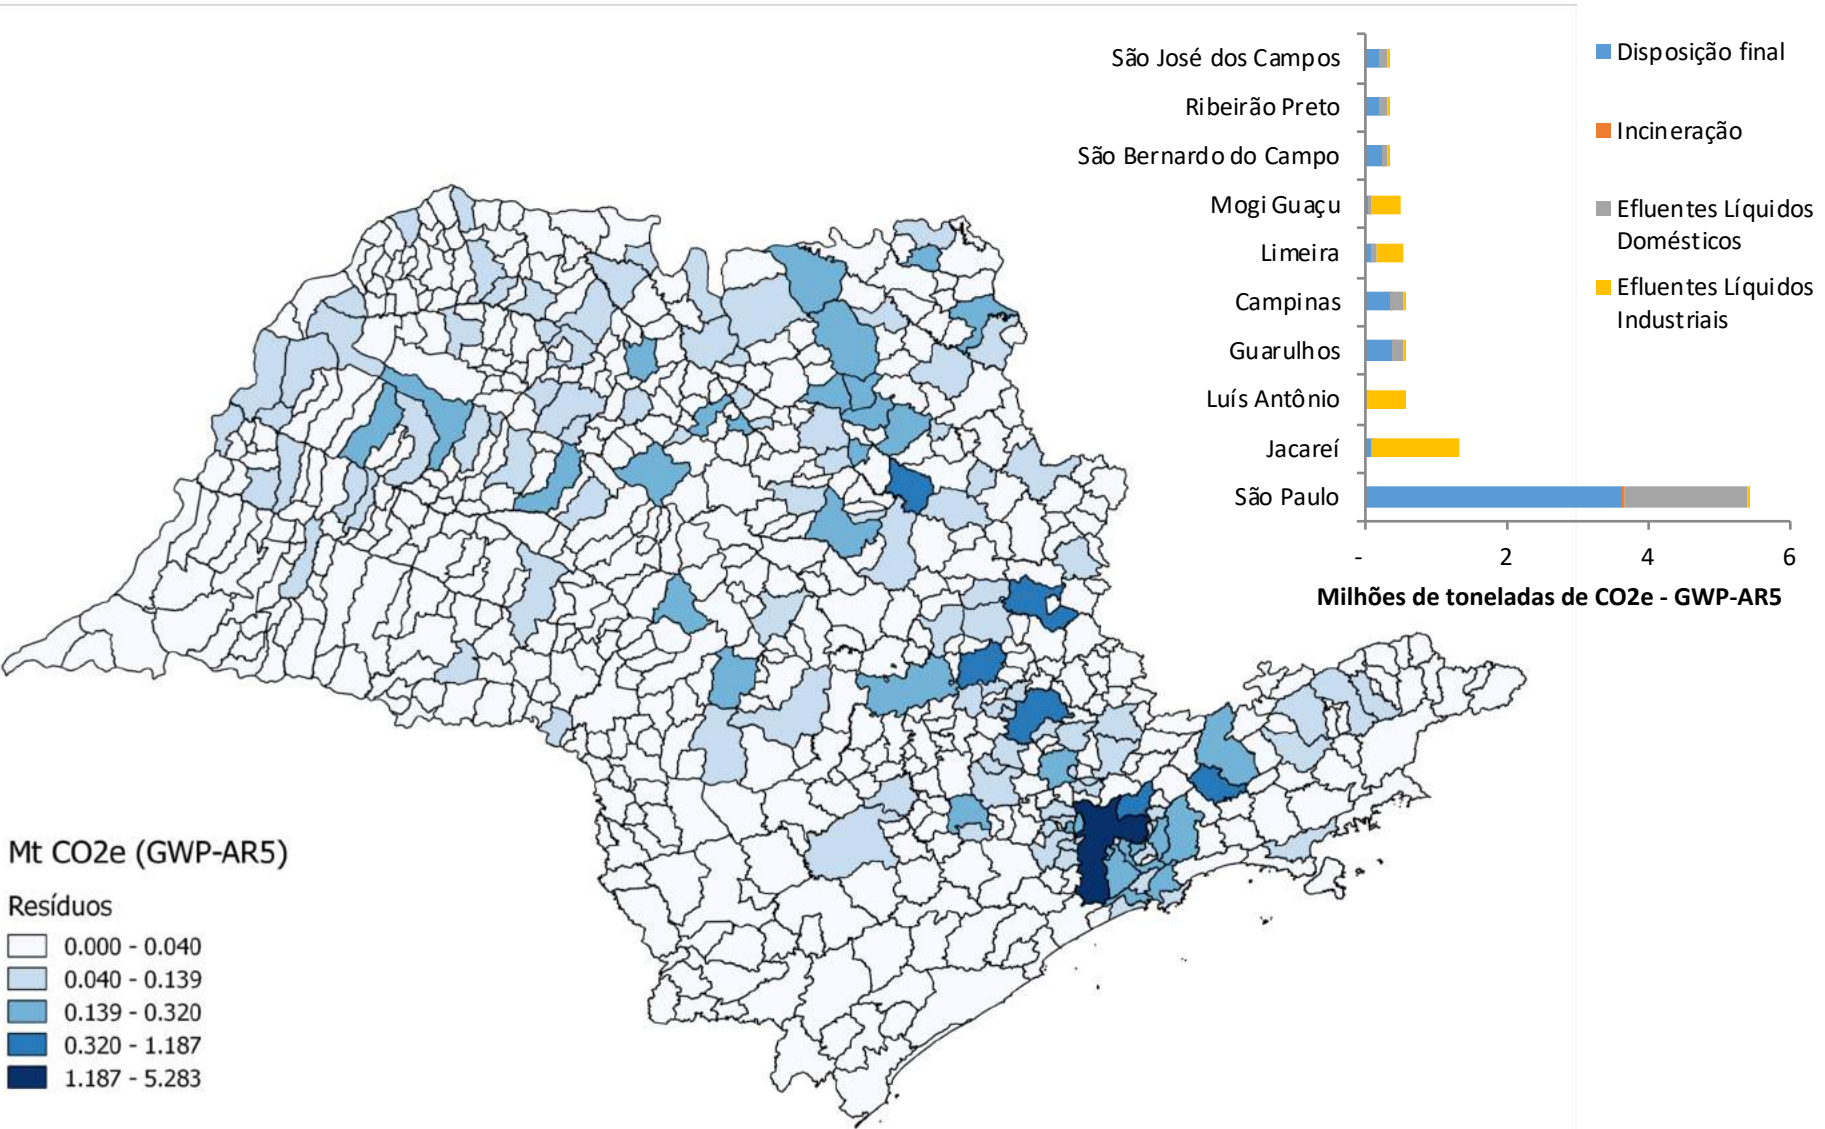 São José dos Campos
Ribeirão Preto
São Bernardo do Campo
Mogi Guaçu
Limeira
Campinas
Guarulhos
Luís Antônio
Jacareí
São Paulo
-
2
4
6
Milhões de toneladas de CO2e - GWP-AR5
Disposição final
Incineração
Efluentes Líquidos
Domésticos
Efluentes Líquidos
Industriais
Mt CO2e (GWP-AR5)
Resíduos
0.000 - 0.040
0.040 - 0.139
0.139 - 0.320
0.320 - 1.187
1.187 - 5.283